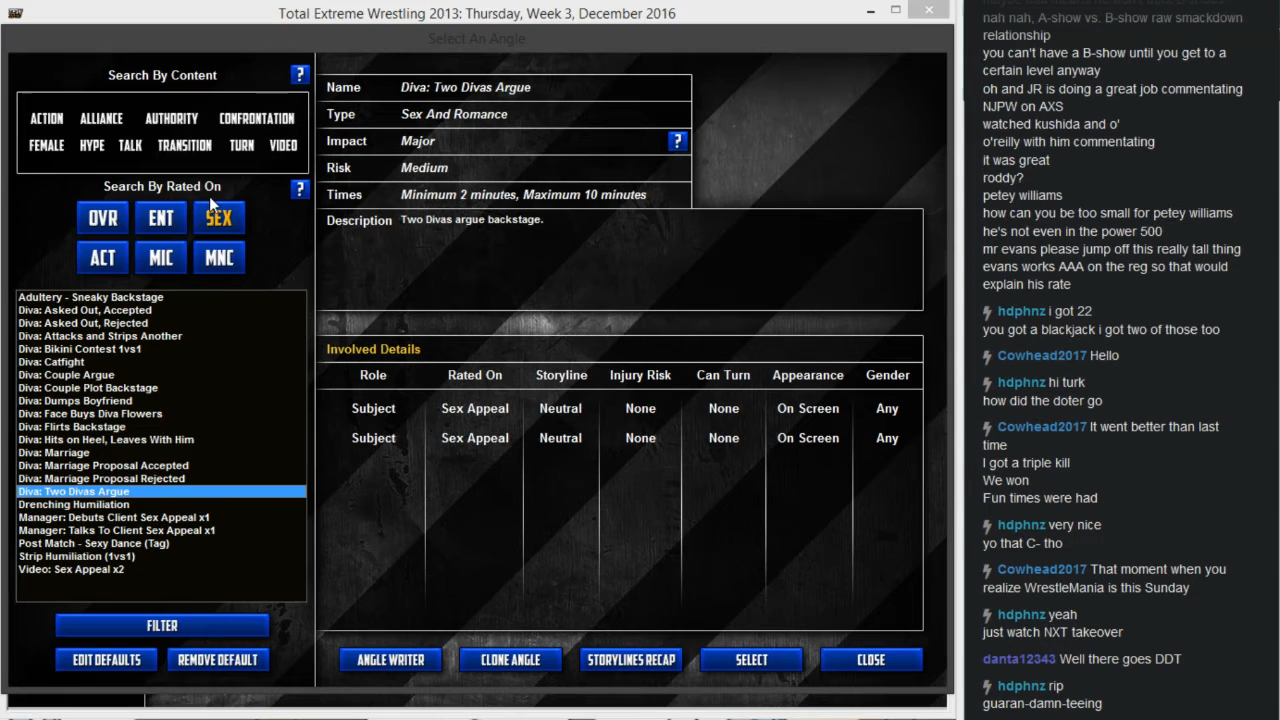 Total Extreme Wrestling 2013: Thursday, Week 3, December 2016
Select An Angle
Search By Content
?
ACTION ALLIANCE AUTHORITY CONFRONTATION
FEMALE HYPE TALK TRANSITION TURN VIDEO
Search By Rated On
?
OVR ENT SEX
ACT MIC MNC
Adultery - Sneaky Backstage
Diva: Asked Out, Accepted
Diva: Asked Out, Rejected
Diva: Attacks and Strips Another
Diva: Bikini Contest 1vs1
Diva: Catfight
Diva: Couple Argue
Diva: Couple Plot Backstage
Diva: Dumps Boyfriend
Diva: Face Buys Diva Flowers
Diva: Flirts Backstage
Diva: Hits on Heel, Leaves With Him
Diva: Marriage
Diva: Marriage Proposal Accepted
Diva: Marriage Proposal Rejected
Diva: Two Divas Argue
Drenching Humiliation
Manager: Debuts Client Sex Appeal x1
Manager: Talks To Client Sex Appeal x1
Post Match - Sexy Dance (Tag)
Strip Humiliation (1vs1)
Video: Sex Appeal x2
FILTER
EDIT DEFAULTS REMOVE DEFAULT
Name Diva: Two Divas Argue
Type Sex And Romance
Impact Major ?
Risk Medium
Times Minimum 2 minutes, Maximum 10 minutes
Description Two Divas argue backstage.
Involved Details
Role Rated On Storyline Injury Risk Can Turn Appearance Gender
Subject Sex Appeal Neutral None None On Screen Any
Subject Sex Appeal Neutral None None On Screen Any
ANGLE WRITER CLONE ANGLE STORYLINES RECAP SELECT CLOSE
nah nah, A-show vs. B-show raw smackdown
relationship
you can't have a B-show until you get to a
certain level anyway
oh and JR is doing a great job commentating
NJPW on AXS
watched kushida and o'
o'reilly with him commentating
it was great
roddy?
petey williams
how can you be too small for petey williams
he's not even in the power 500
mr evans please jump off this really tall thing
evans works AAA on the reg so that would
explain his rate
hdphnz i got 22
you got a blackjack i got two of those too
Cowhead2017 Hello
hdphnz hi turk
how did the doter go
Cowhead2017 It went better than last
time
I got a triple kill
We won
Fun times were had
hdphnz very nice
yo that C- tho
Cowhead2017 That moment when you
realize WrestleMania is this Sunday
hdphnz yeah
just watch NXT takeover
danta12343 Well there goes DDT
hdphnz rip
guaran-damn-teeing